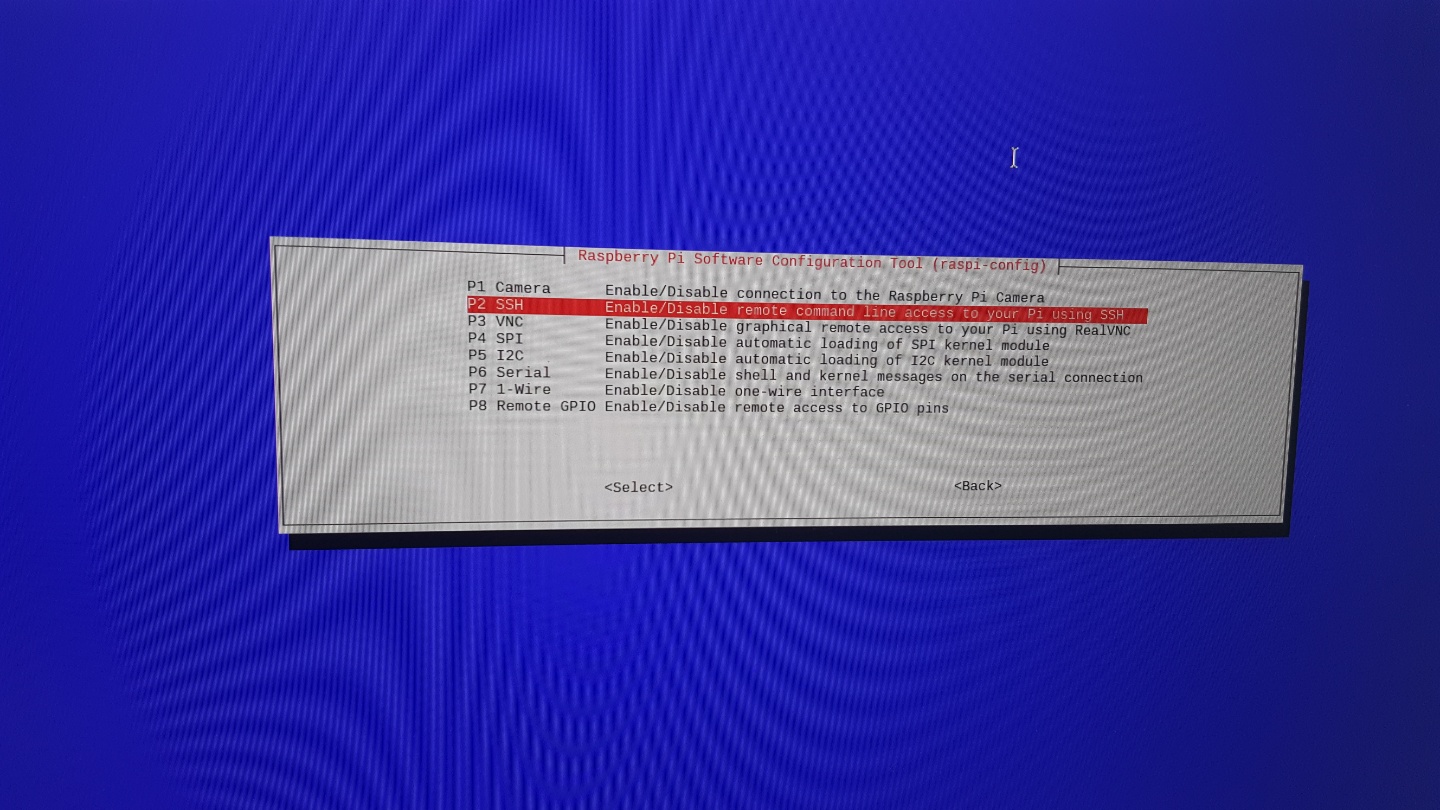 Raspberry Pi Software Configuration Tool (raspi-config)
P1 Camera Enable/Disable connection to the Raspberry Pi Camera
P2 SSH Enable/Disable remote command line access to your Pi using SSH
P3 VNC Enable/Disable graphical remote access to your Pi using RealVNC
P4 SPI Enable/Disable automatic loading of SPI kernel module
P5 I2C Enable/Disable automatic loading of I2C kernel module
P6 Serial Enable/Disable shell and kernel messages on the serial connection
P7 1-Wire Enable/Disable one-wire interface
P8 Remote GPIO Enable/Disable remote access to GPIO pins
<Select> <Back>